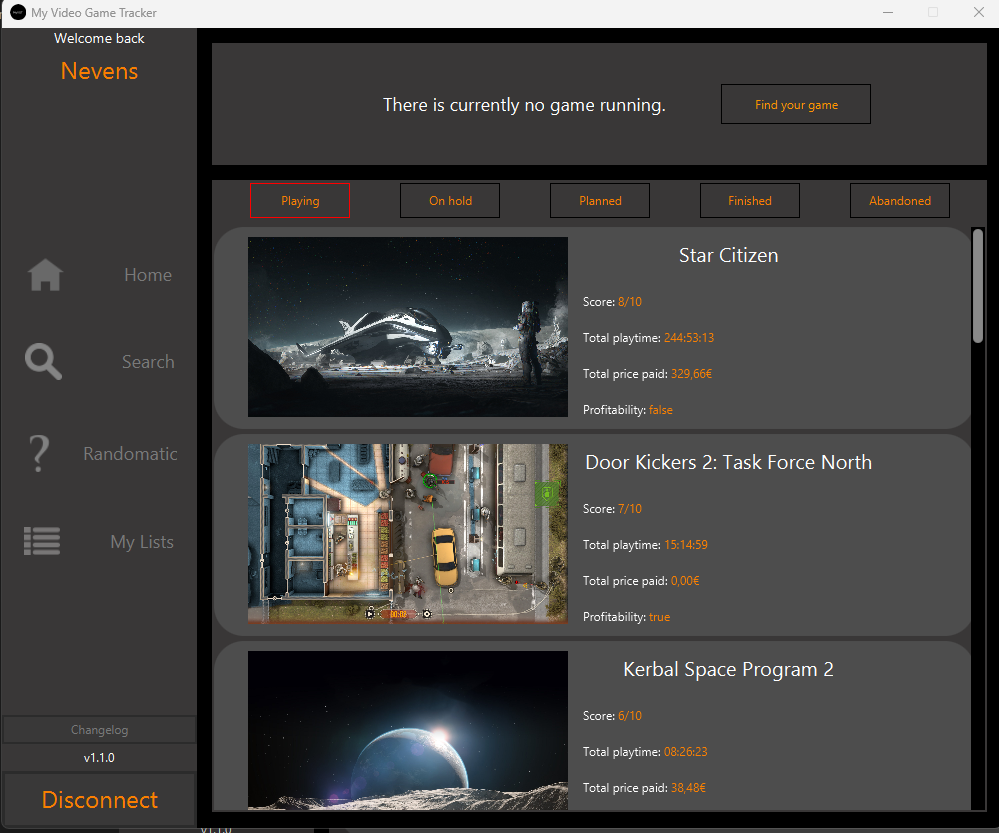 My Video Game Tracker
Welcome back
Nevens
There is currently no game running.
Find your game
Playing
On hold
Planned
Finished
Abandoned
Home
Search
Randomatic
My Lists
Star Citizen
Score: 8/10
Total playtime: 244:53:13
Total price paid: 329,66€
Profitability: false
Door Kickers 2: Task Force North
Score: 7/10
Total playtime: 15:14:59
Total price paid: 0,00€
Profitability: true
Kerbal Space Program 2
Score: 6/10
Total playtime: 08:26:23
Total price paid: 38,48€
Changelog
v1.1.0
Disconnect
v1.1.0